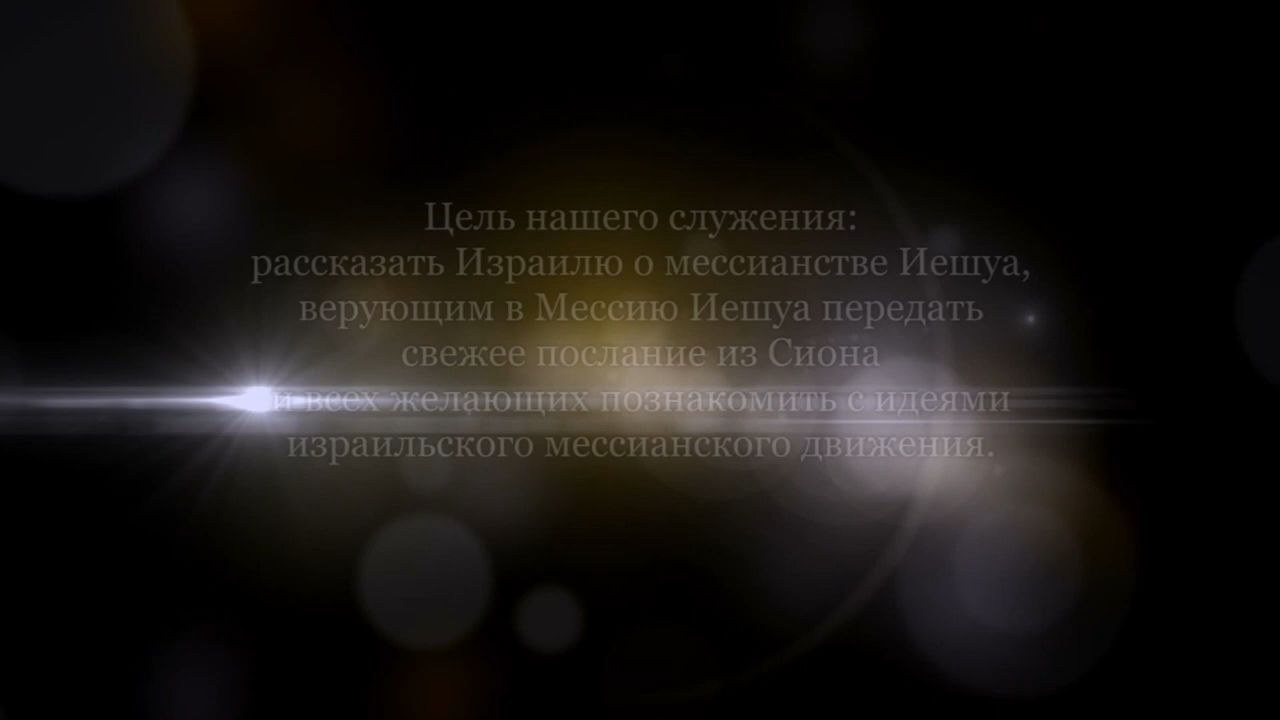 Цель нашего служения:
рассказать Израилю о мессианстве Иешуа,
верующим в Мессию Иешуа передать
свежее послание из Сиона
и всех желающих познакомить с идеями
израильского мессианского движения.